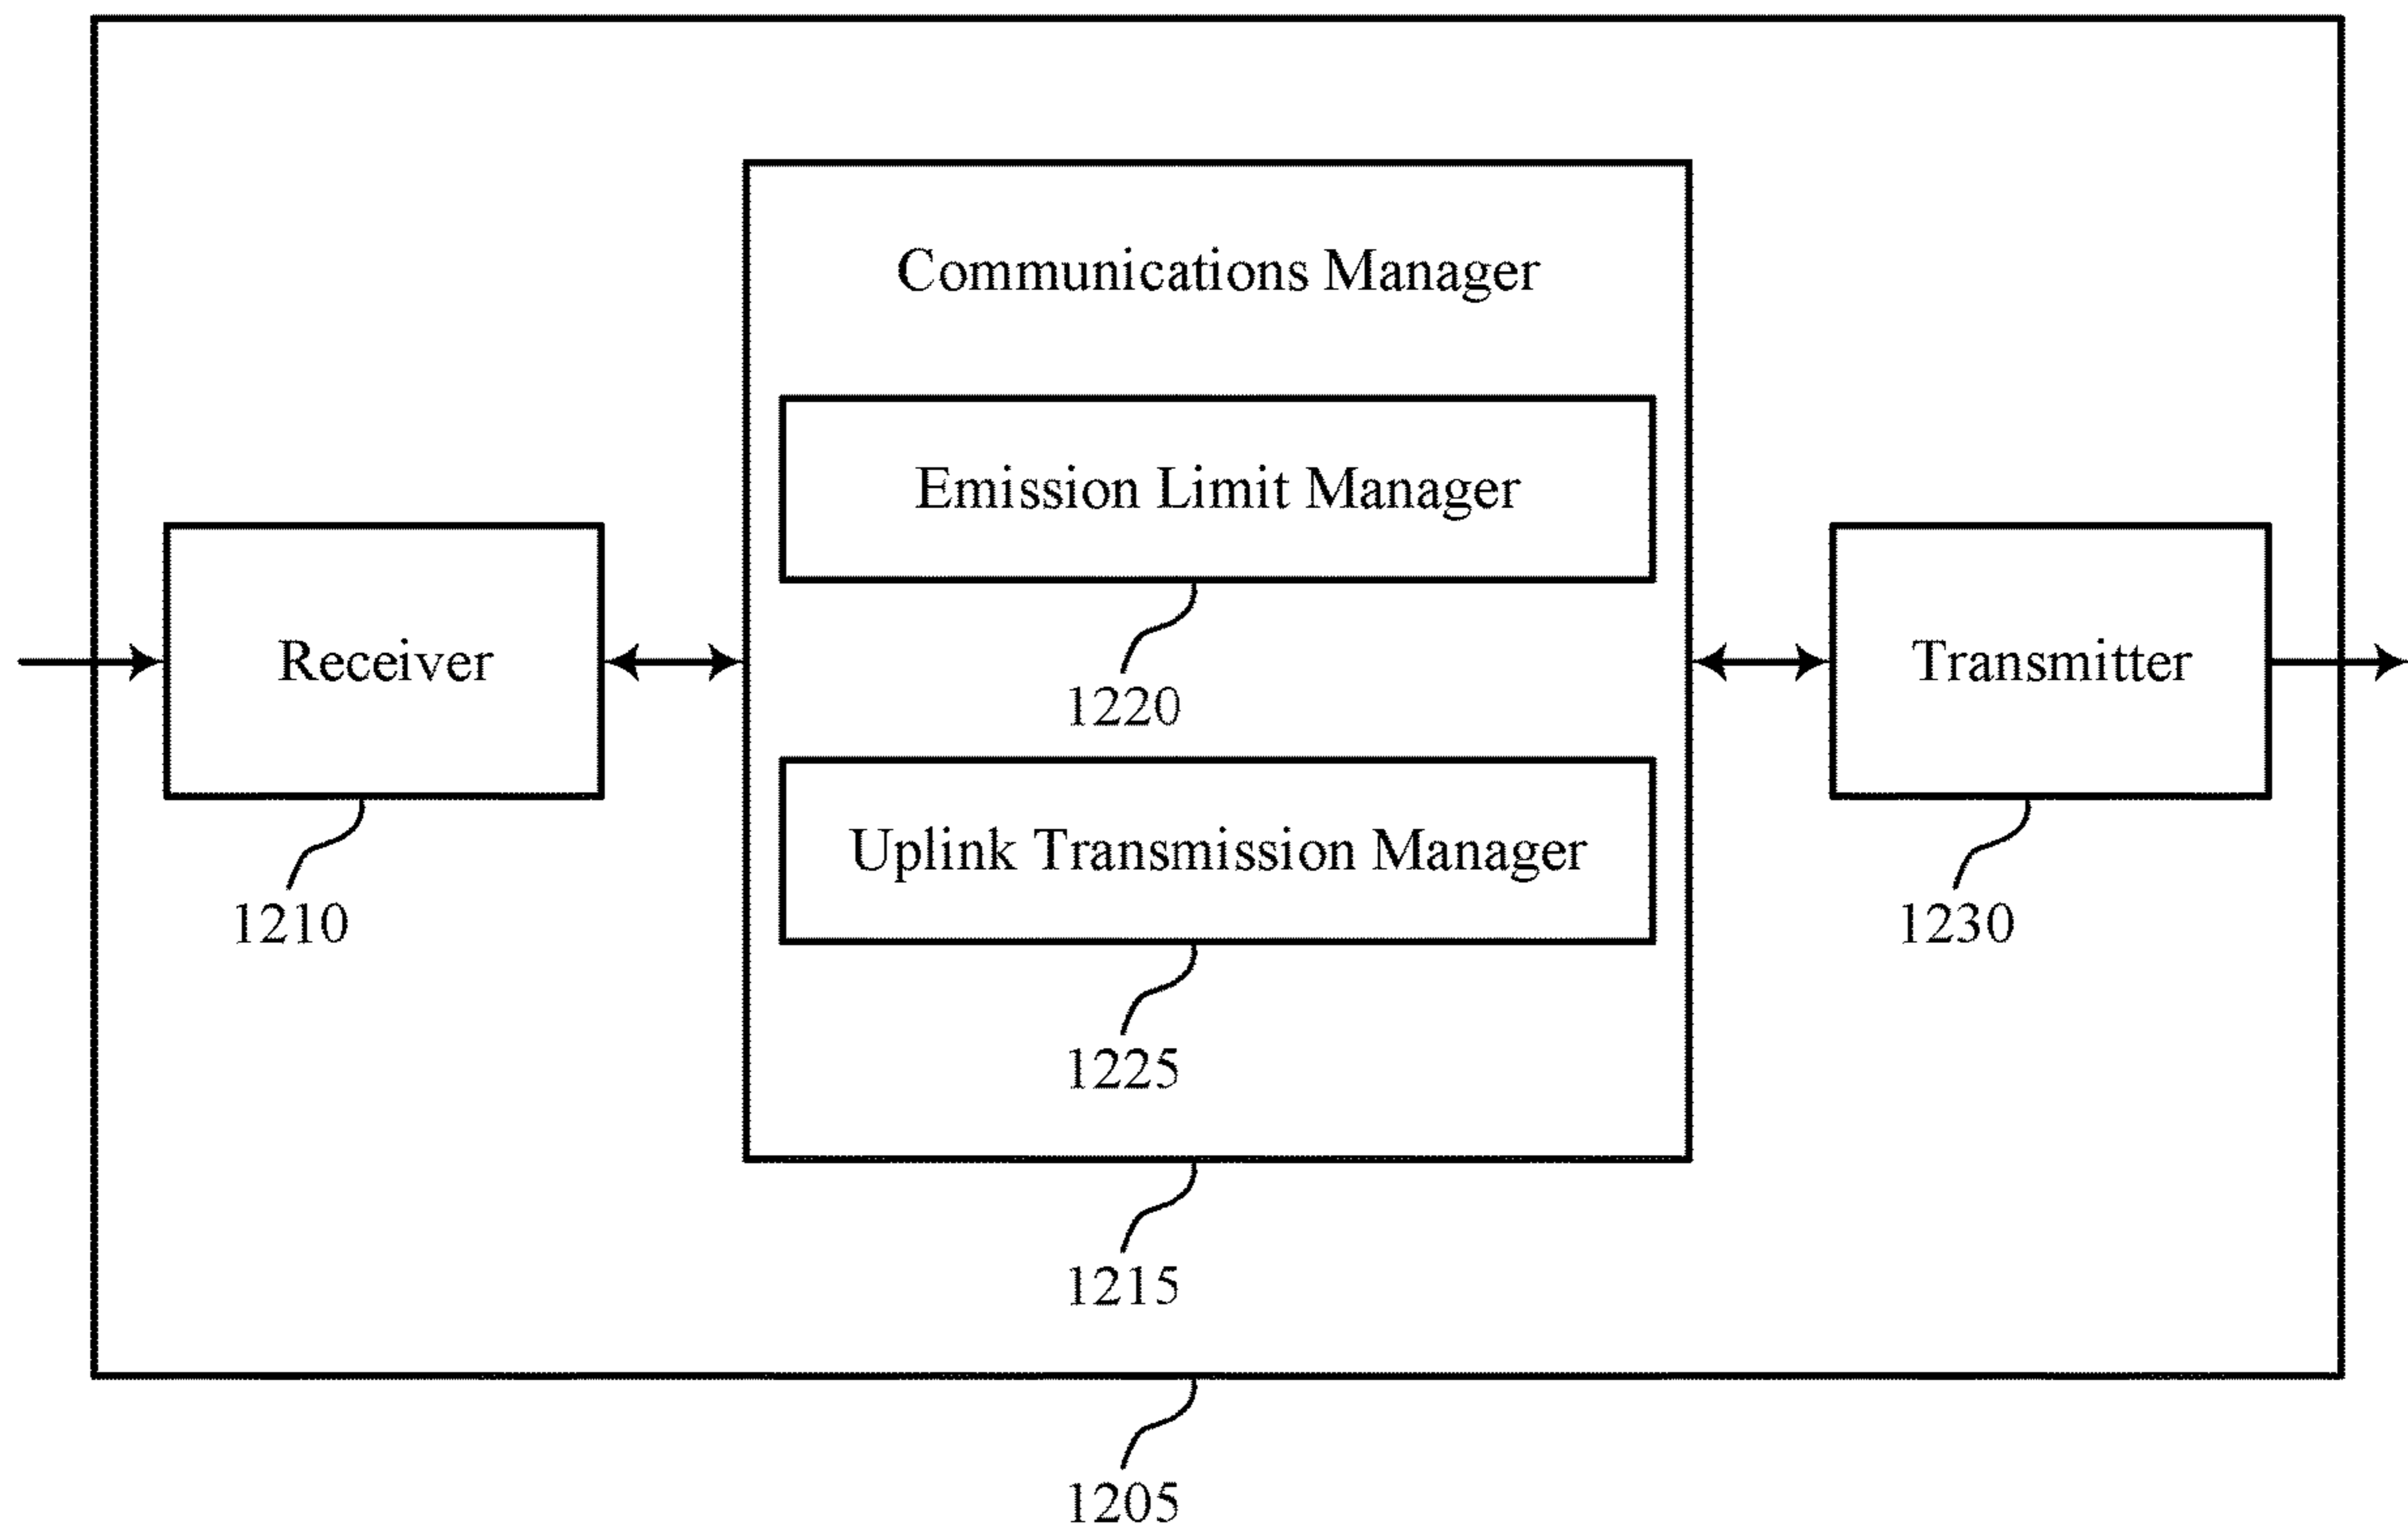 Communications Manager
Emission Limit Manager
Receiver
Transmitter
1220
Uplink Transmission Manager
1210
1230
1225
1215
1205